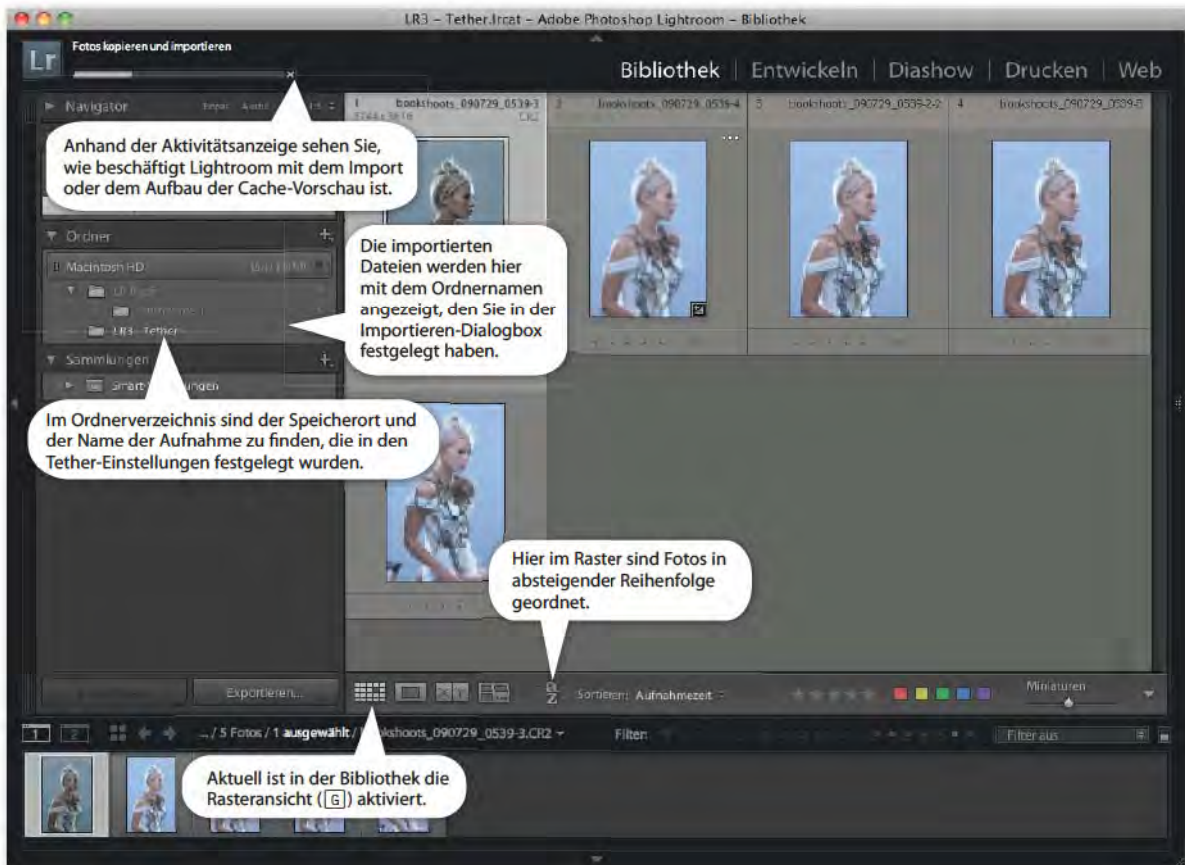 LR3 – Tether.lrcat – Adobe Photoshop Lightroom – Bibliothek
Lr
Fotos kopieren und importieren
Bibliothek | Entwickeln | Diashow | Drucken | Web
Navigator
1 bookshoots_090729_0539-3
CR2
2 bookshoots_090729_0539-4
3 bookshoots_090729_0539-2-2
4 bookshoots_090729_0539-5
Anhand der Aktivitätsanzeige sehen Sie,
wie beschäftigt Lightroom mit dem Import
oder dem Aufbau der Cache-Vorschau ist.
Ordner
Macintosh HD
LR3 - Tether
Die importierten
Dateien werden hier
mit dem Ordnernamen
angezeigt, den Sie in der
Importieren-Dialogbox
festgelegt haben.
Sammlungen
Smart
ngen
Im Ordnerverzeichnis sind der Speicherort und
der Name der Aufnahme zu finden, die in den
Tether-Einstellungen festgelegt wurden.
Hier im Raster sind Fotos in
absteigender Reihenfolge
geordnet.
Exportieren...
XY
a
Z
Sortieren: Aufnahmezeit
Miniaturen
1 2
... / 5 Fotos / 1 ausgewählt / bookshoots_090729_0539-3.CR2
Filter:
Filter aus
Aktuell ist in der Bibliothek die
Rasteransicht (G) aktiviert.